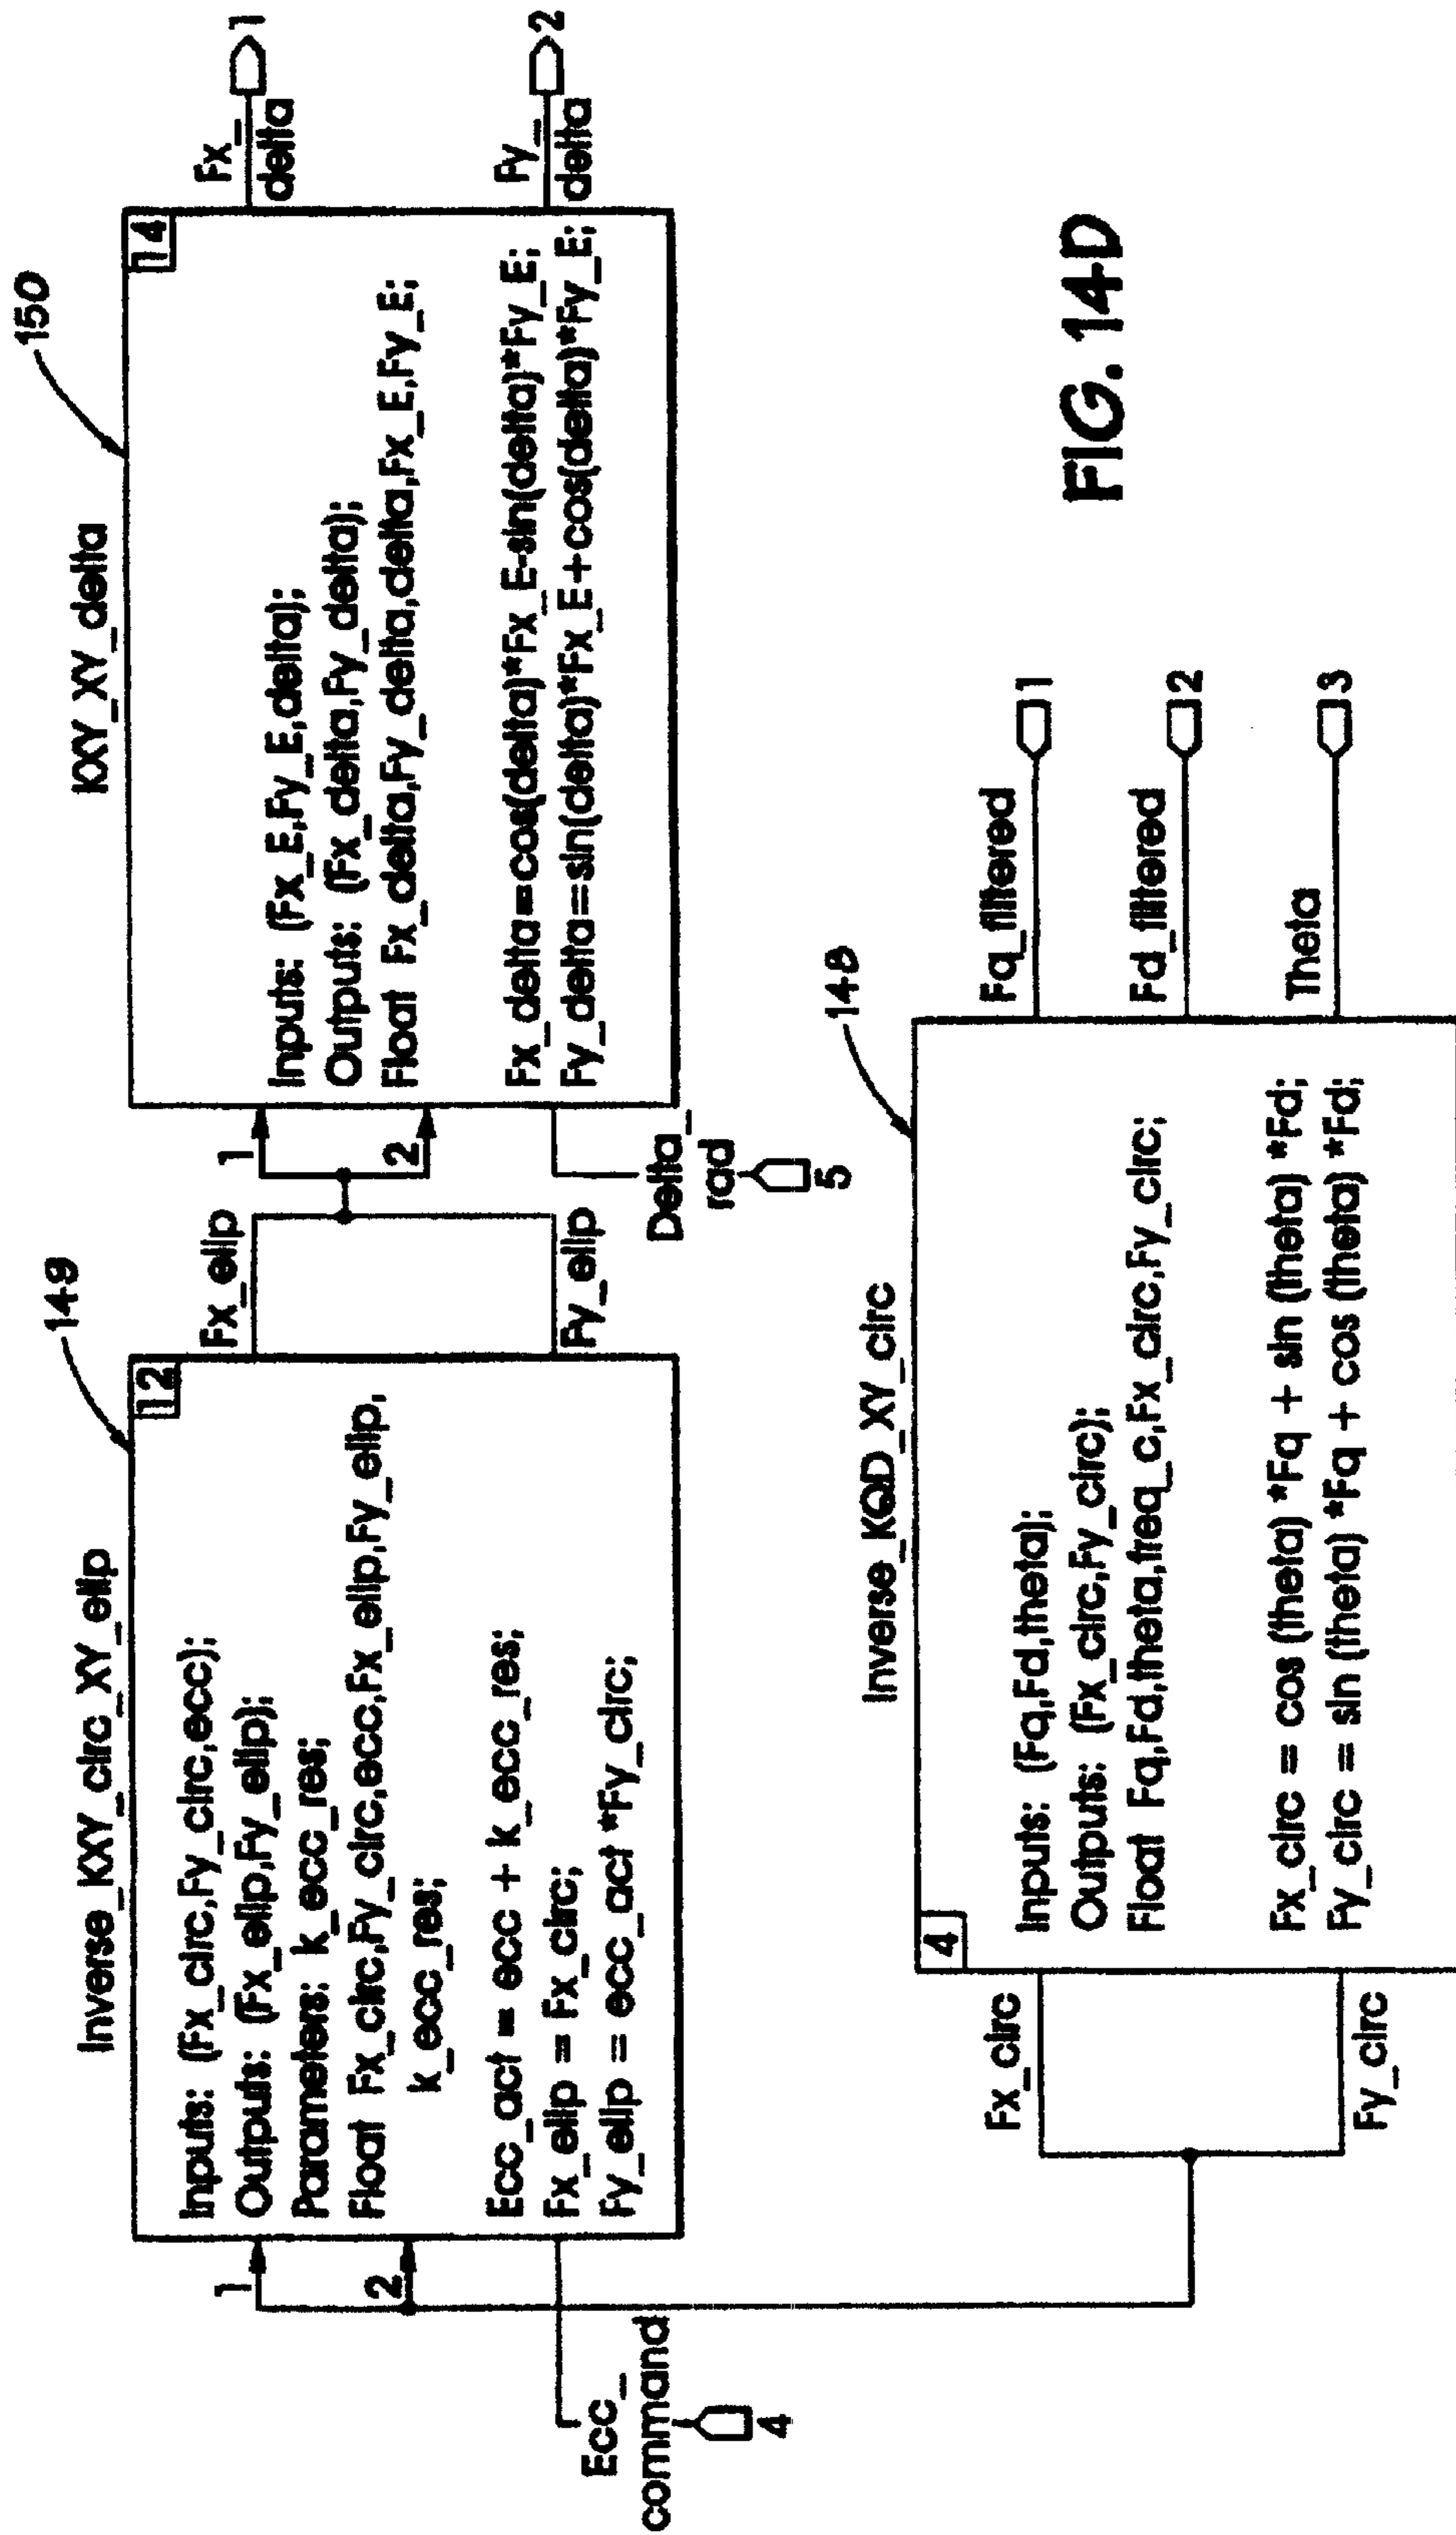 Inverse_KXY_circ_XY_ellp
149
12
Inputs: (Fx_circ,Fy_circ,ecc);
Outputs: (Fx_ellp,Fy_ellp);
Parameters: k_ecc_res;
Float Fx_circ,Fy_circ,ecc,Fx_ellp,Fy_ellp,
k_ecc_res;
Ecc_act = ecc + k_ecc_res;
Fx_ellp = Fx_circ;
Fy_ellp = ecc_act *Fy_circ;
1
2
Ecc_
command
4
Fx_ellp
Fy_ellp
KXY_XY_delta
150
14
1
2
Inputs: (Fx_E,Fy_E,delta);
Outputs: (Fx_delta,Fy_delta);
Float Fx_delta,Fy_delta,delta,Fx_E,Fy_E;
Fx_delta=cos(delta)*Fx_E-sin(delta)*Fy_E;
Fy_delta=sin(delta)*Fx_E+cos(delta)*Fy_E;
Delta_
rad
5
Fx_
delta
1
Fy_
delta
2
Inverse_KQD_XY_circ
148
4
Inputs: (Fq,Fd,theta);
Outputs: (Fx_circ,Fy_circ);
Float Fq,Fd,theta,freq_c,Fx_circ,Fy_circ;
Fx_circ = cos (theta) *Fq + sin (theta) *Fd;
Fy_circ = sin (theta) *Fq + cos (theta) *Fd;
Fx_circ
Fy_circ
Fq_filtered
1
Fd_filtered
2
Theta
3
FIG. 14D